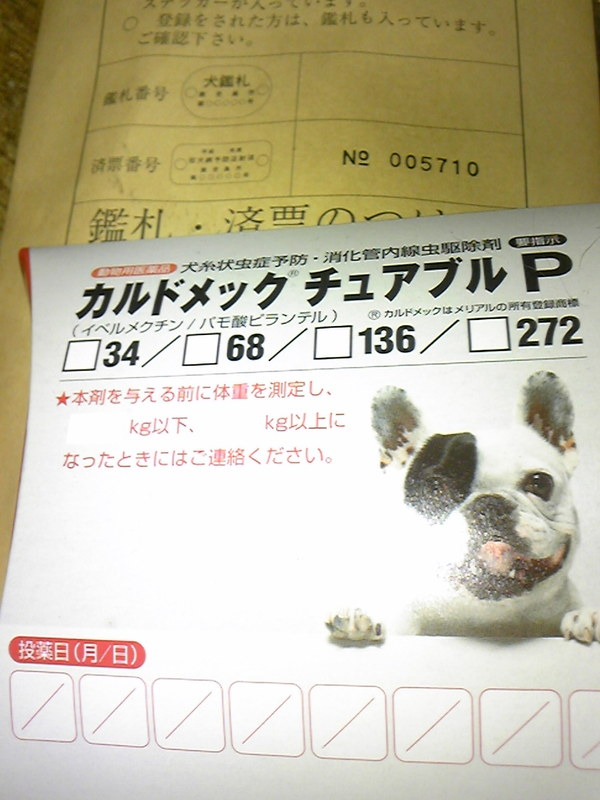 ステッカーが入っています。
○ 登録をされた方は、鑑札も入っています。
ご確認下さい。
鑑札番号
犬鑑札
済票番号
№ 005710
鑑札・済票のつけ
動物用医薬品 犬糸状虫症予防・消化管内線虫駆除剤 要指示
カルドメック® チュアブル P
(イベルメクチン/パモ酸ピランテル)
®カルドメックはメリアルの所有登録商標
□34/□68/□136/□272
★本剤を与える前に体重を測定し、
kg以下、 kg以上に
なったときにはご連絡ください。
投薬日(月/日)